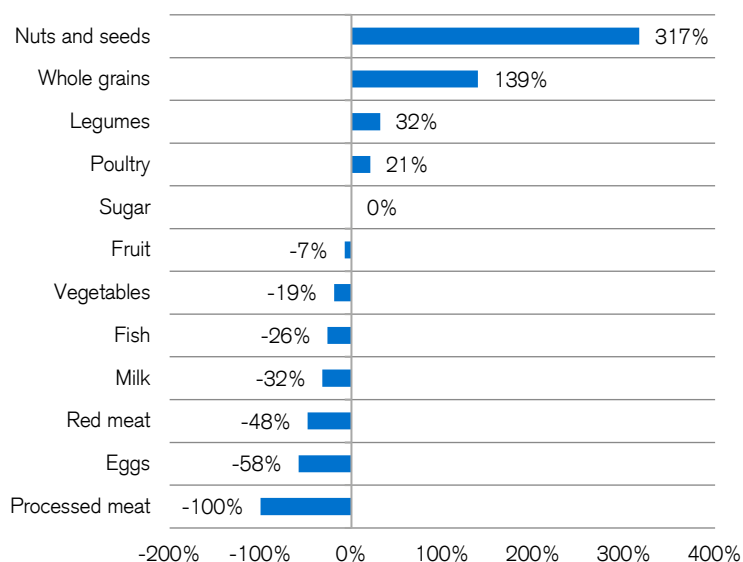 Nuts and seeds 317%
Whole grains 139%
Legumes 32%
Poultry 21%
Sugar 0%
Fruit -7%
Vegetables -19%
Fish -26%
Milk -32%
Red meat -48%
Eggs -58%
Processed meat -100%
-200% -100% 0% 100% 200% 300% 400%